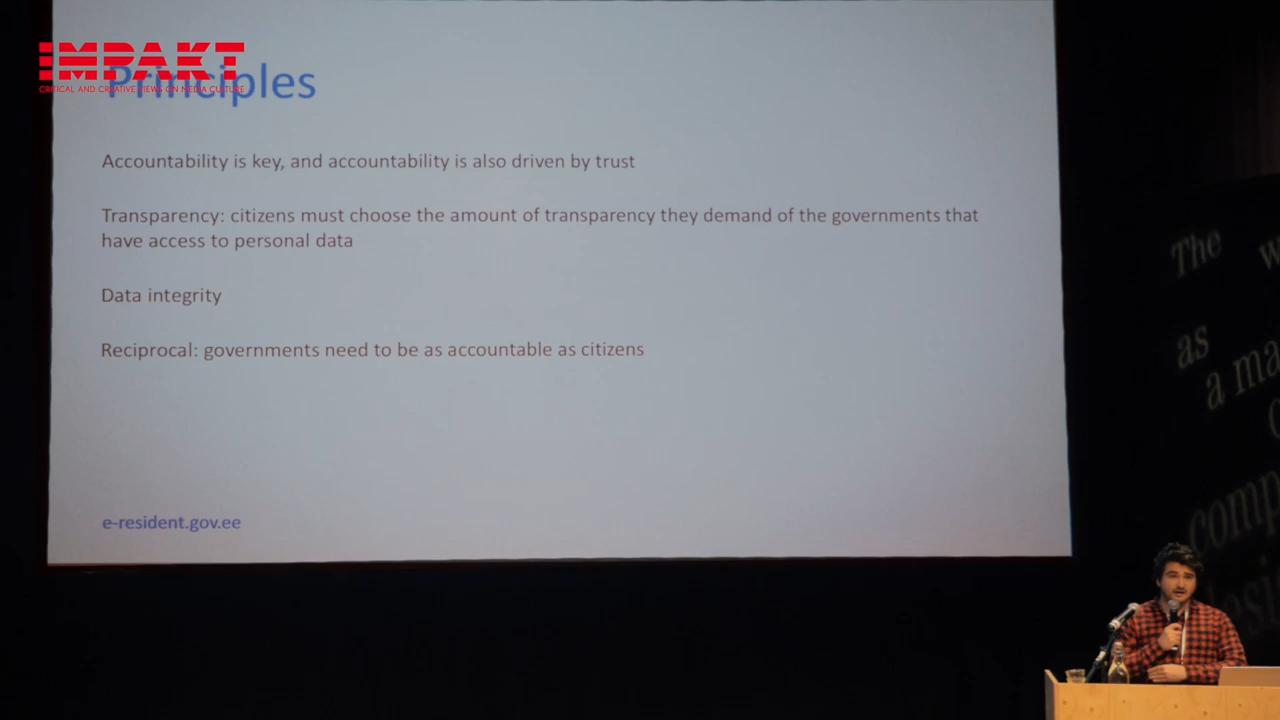 IMPAKT
CRITICAL AND CREATIVE VIEWS ON MEDIA CULTURE
Principles
Accountability is key, and accountability is also driven by trust
Transparency: citizens must choose the amount of transparency they demand of the governments that
have access to personal data
Data integrity
Reciprocal: governments need to be as accountable as citizens
e-resident.gov.ee
The
as
a